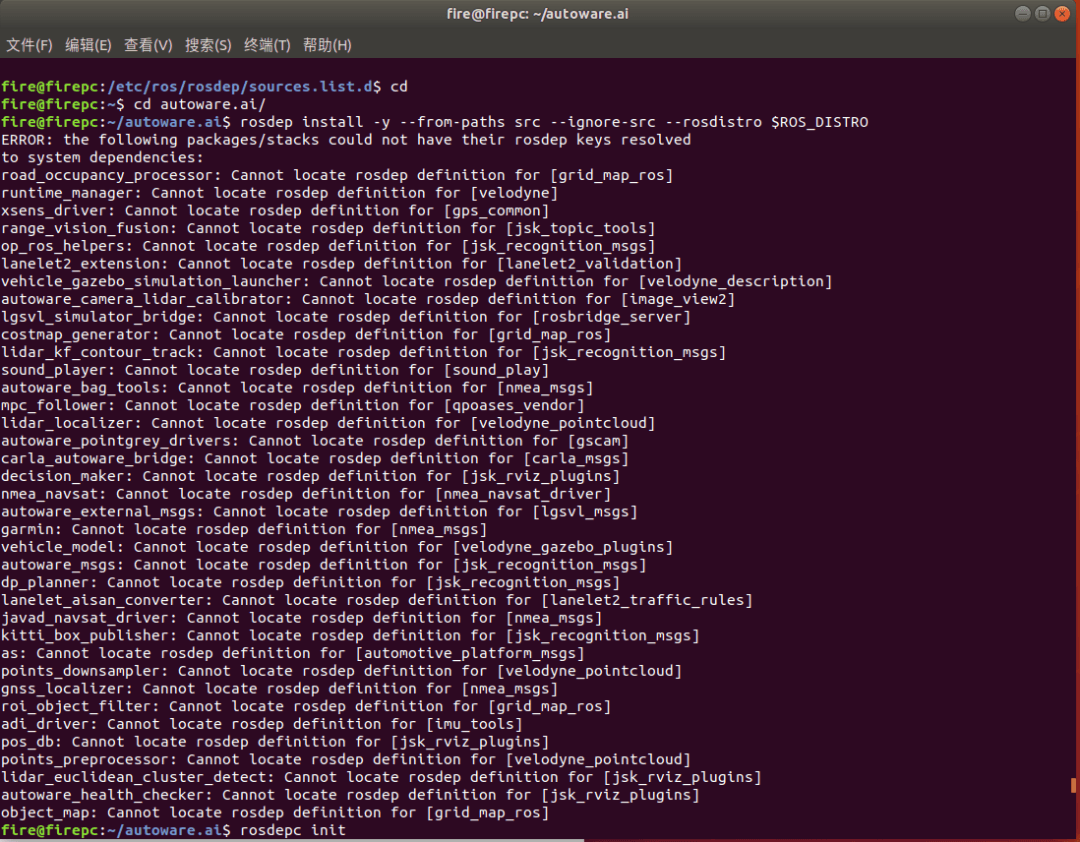 fire@firepc: ~/autoware.ai
文件(F) 编辑(E) 查看(V) 搜索(S) 终端(T) 帮助(H)
fire@firepc:/etc/ros/rosdep/sources.list.d$ cd
fire@firepc:~$ cd autoware.ai/
fire@firepc:~/autoware.ai$ rosdep install -y --from-paths src --ignore-src --rosdistro $ROS_DISTRO
ERROR: the following packages/stacks could not have their rosdep keys resolved
to system dependencies:
road_occupancy_processor: Cannot locate rosdep definition for [grid_map_ros]
runtime_manager: Cannot locate rosdep definition for [velodyne]
xsens_driver: Cannot locate rosdep definition for [gps_common]
range_vision_fusion: Cannot locate rosdep definition for [jsk_topic_tools]
op_ros_helpers: Cannot locate rosdep definition for [jsk_recognition_msgs]
lanelet2_extension: Cannot locate rosdep definition for [lanelet2_validation]
vehicle_gazebo_simulation_launcher: Cannot locate rosdep definition for [velodyne_description]
autoware_camera_lidar_calibrator: Cannot locate rosdep definition for [image_view2]
lgsvl_simulator_bridge: Cannot locate rosdep definition for [rosbridge_server]
costmap_generator: Cannot locate rosdep definition for [grid_map_ros]
lidar_kf_contour_track: Cannot locate rosdep definition for [jsk_recognition_msgs]
sound_player: Cannot locate rosdep definition for [sound_play]
autoware_bag_tools: Cannot locate rosdep definition for [nmea_msgs]
mpc_follower: Cannot locate rosdep definition for [qpoases_vendor]
lidar_localizer: Cannot locate rosdep definition for [velodyne_pointcloud]
autoware_pointgrey_drivers: Cannot locate rosdep definition for [gscam]
carla_autoware_bridge: Cannot locate rosdep definition for [carla_msgs]
decision_maker: Cannot locate rosdep definition for [jsk_rviz_plugins]
nmea_navsat: Cannot locate rosdep definition for [nmea_navsat_driver]
autoware_external_msgs: Cannot locate rosdep definition for [lgsvl_msgs]
garmin: Cannot locate rosdep definition for [nmea_msgs]
vehicle_model: Cannot locate rosdep definition for [velodyne_gazebo_plugins]
autoware_msgs: Cannot locate rosdep definition for [jsk_recognition_msgs]
dp_planner: Cannot locate rosdep definition for [jsk_recognition_msgs]
lanelet_aisan_converter: Cannot locate rosdep definition for [lanelet2_traffic_rules]
javad_navsat_driver: Cannot locate rosdep definition for [nmea_msgs]
kitti_box_publisher: Cannot locate rosdep definition for [jsk_recognition_msgs]
as: Cannot locate rosdep definition for [automotive_platform_msgs]
points_downsampler: Cannot locate rosdep definition for [velodyne_pointcloud]
gnss_localizer: Cannot locate rosdep definition for [nmea_msgs]
roi_object_filter: Cannot locate rosdep definition for [grid_map_ros]
adi_driver: Cannot locate rosdep definition for [imu_tools]
pos_db: Cannot locate rosdep definition for [jsk_rviz_plugins]
points_preprocessor: Cannot locate rosdep definition for [velodyne_pointcloud]
lidar_euclidean_cluster_detect: Cannot locate rosdep definition for [jsk_rviz_plugins]
autoware_health_checker: Cannot locate rosdep definition for [jsk_rviz_plugins]
object_map: Cannot locate rosdep definition for [grid_map_ros]
fire@firepc:~/autoware.ai$ rosdepc init